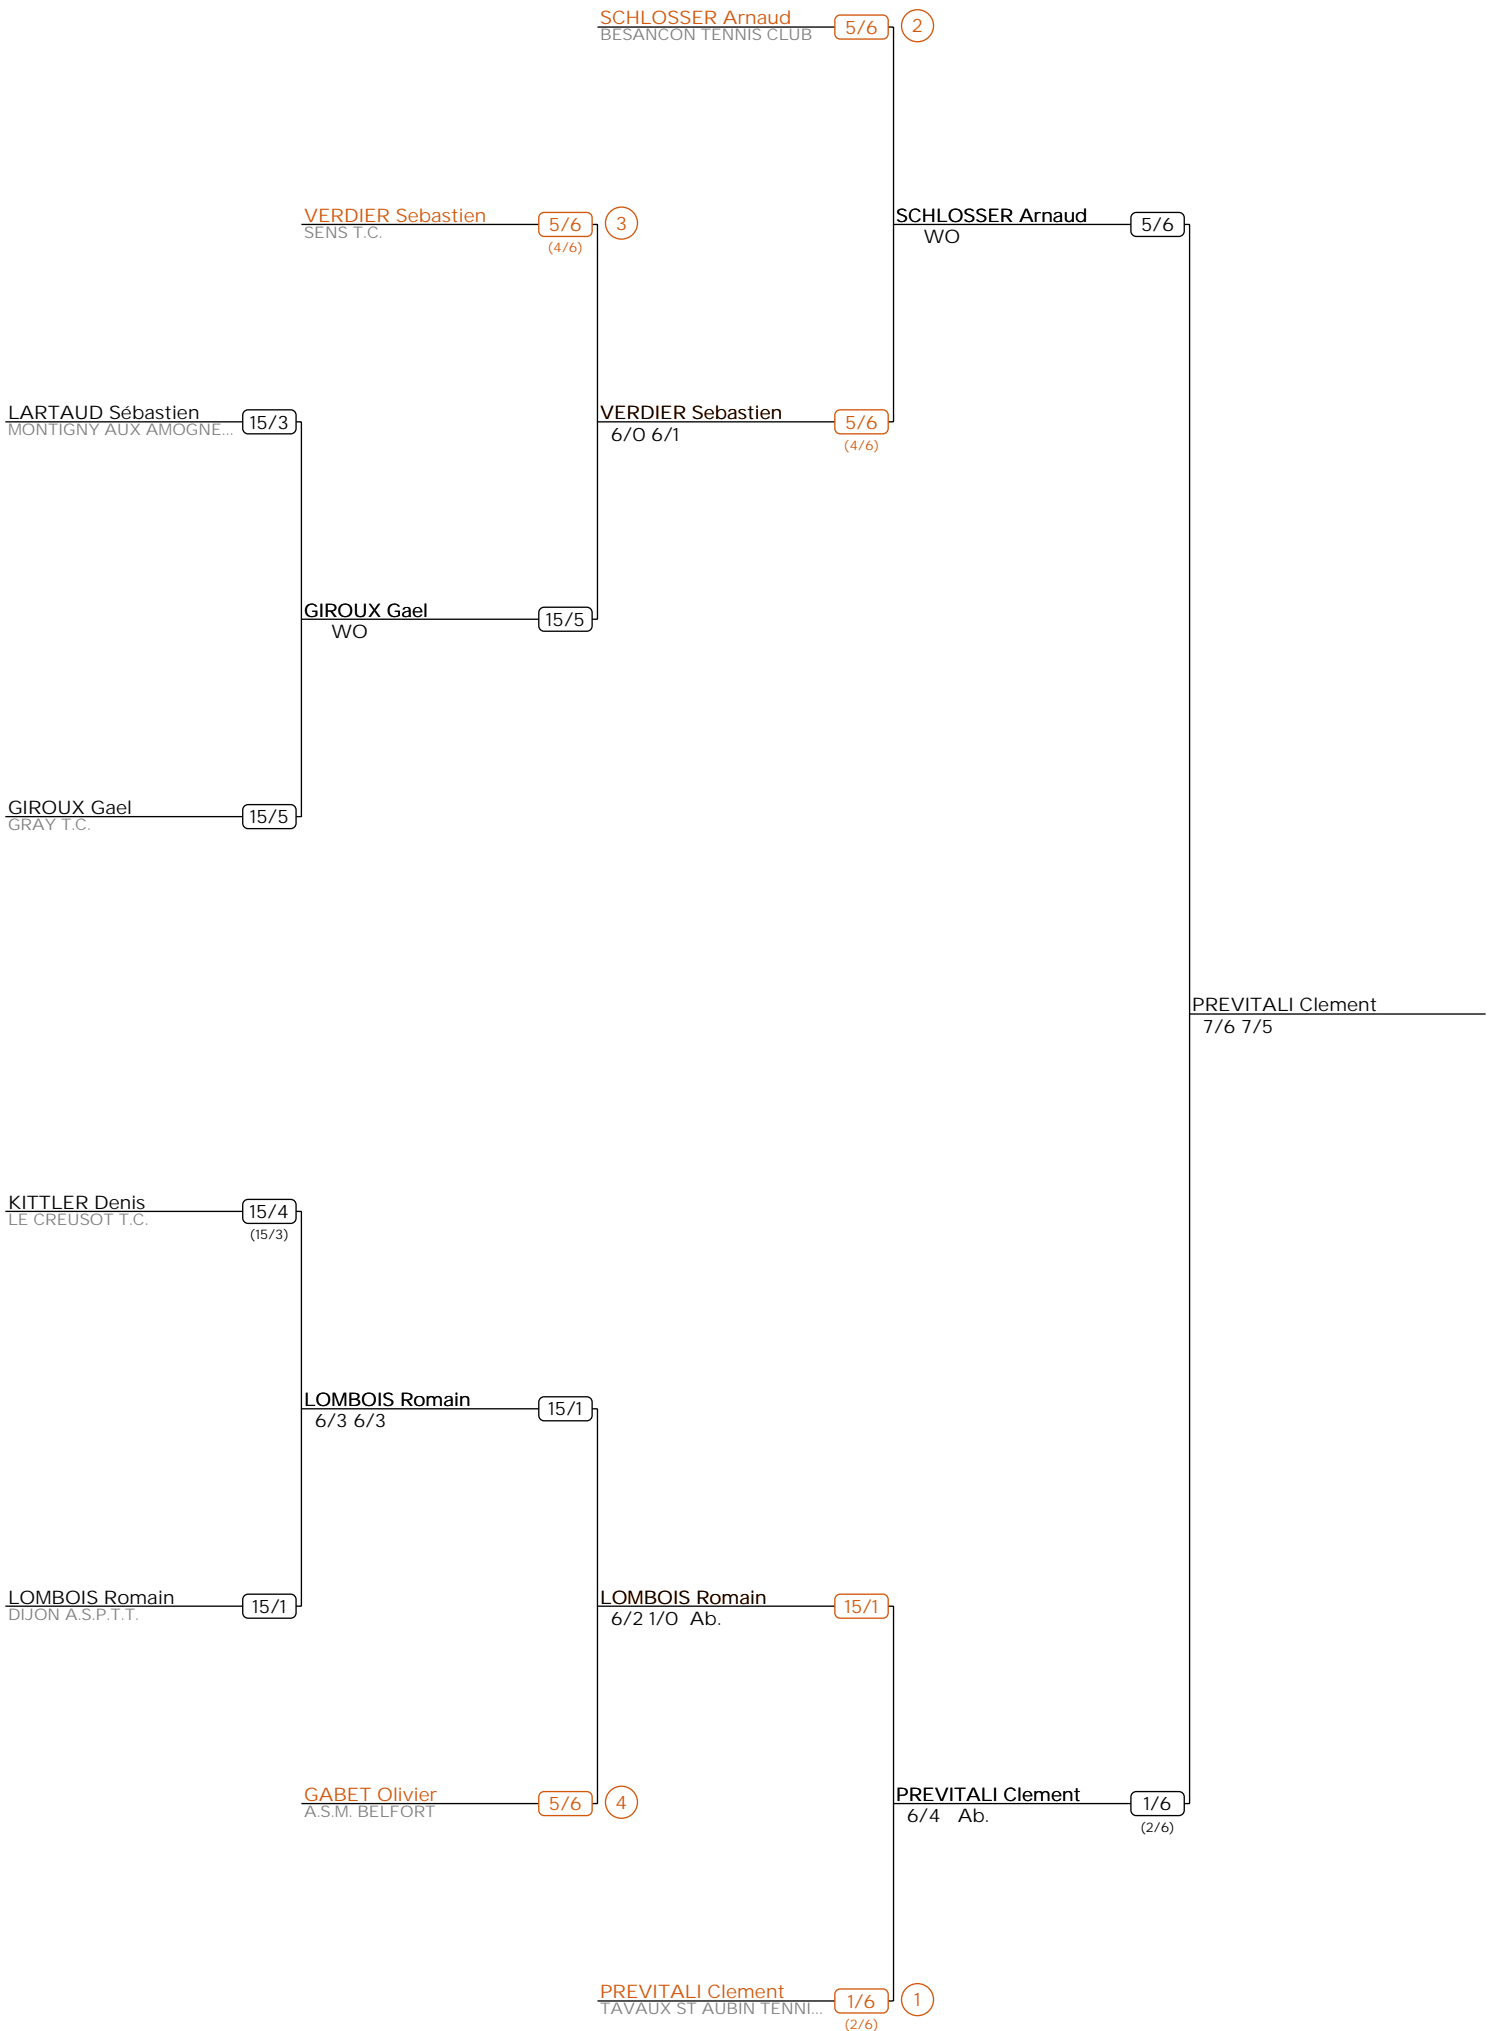 SCHLOSSER Arnaud
5/6
2
BESANCON TENNIS CLUB
VERDIER Sebastien
5/6
3
SENS T.C.
(4/6)
SCHLOSSER Arnaud
5/6
WO
LARTAUD Sébastien
15/3
MONTIGNY AUX AMOGNE...
VERDIER Sebastien
5/6
6/0 6/1
(4/6)
GIROUX Gael
15/5
WO
GIROUX Gael
15/5
GRAY T.C.
PREVITALI Clement
7/6 7/5
KITTLER Denis
15/4
LE CREUSOT T.C.
(15/3)
LOMBOIS Romain
15/1
6/3 6/3
LOMBOIS Romain
15/1
DIJON A.S.P.T.T.
LOMBOIS Romain
15/1
6/2 1/0 Ab.
GABET Olivier
5/6
4
A.S.M. BELFORT
PREVITALI Clement
1/6
6/4 Ab.
(2/6)
PREVITALI Clement
1/6
1
TAVAUX ST AUBIN TENNI...
(2/6)